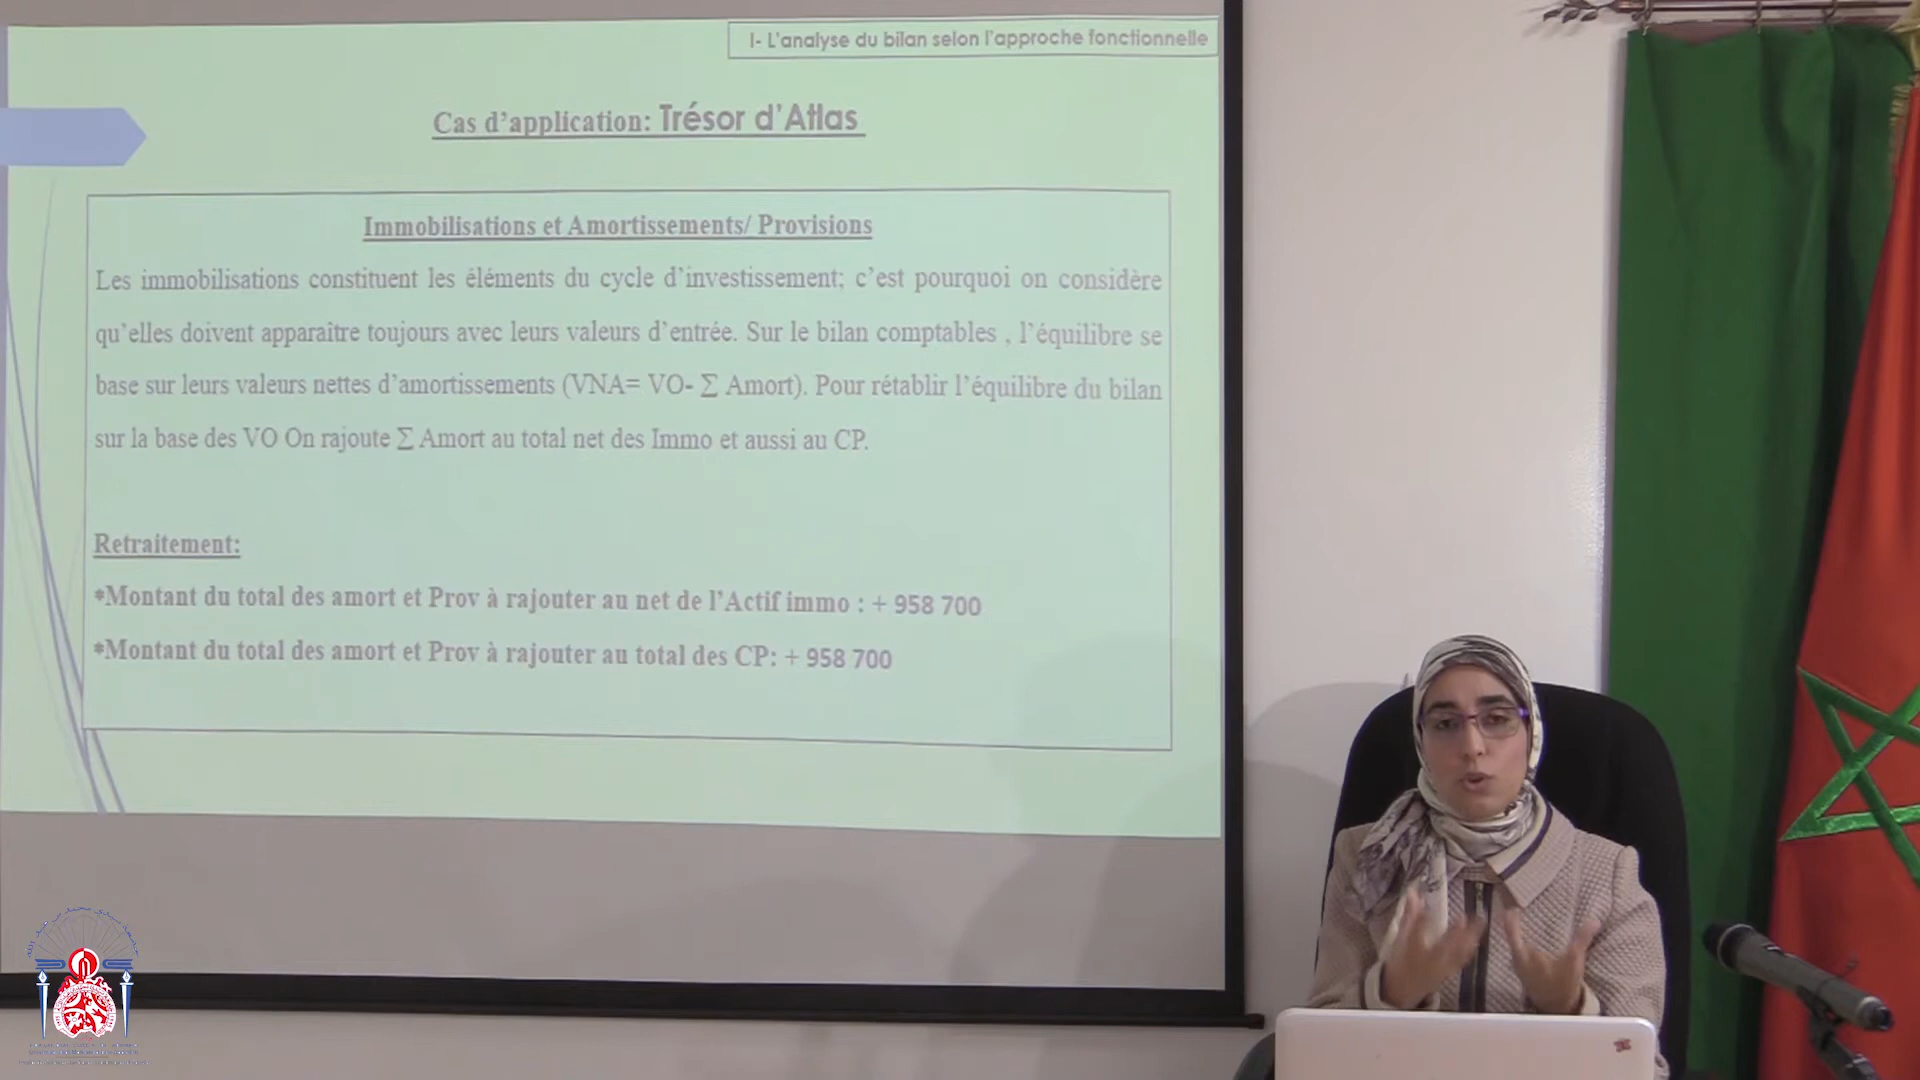 I- L'analyse du bilan selon l'approche fonctionnelle
Cas d'application: Trésor d'Atlas
Immobilisations et Amortissements/ Provisions
Les immobilisations constituent les éléments du cycle d'investissement; c'est pourquoi on considère
qu'elles doivent apparaître toujours avec leurs valeurs d'entrée. Sur le bilan comptables , l'équilibre se
base sur leurs valeurs nettes d'amortissements (VNA= VO- ∑ Amort). Pour rétablir l'équilibre du bilan
sur la base des VO On rajoute ∑ Amort au total net des Immo et aussi au CP.
Retraitement:
*Montant du total des amort et Prov à rajouter au net de l'Actif immo : + 958 700
*Montant du total des amort et Prov à rajouter au total des CP: + 958 700